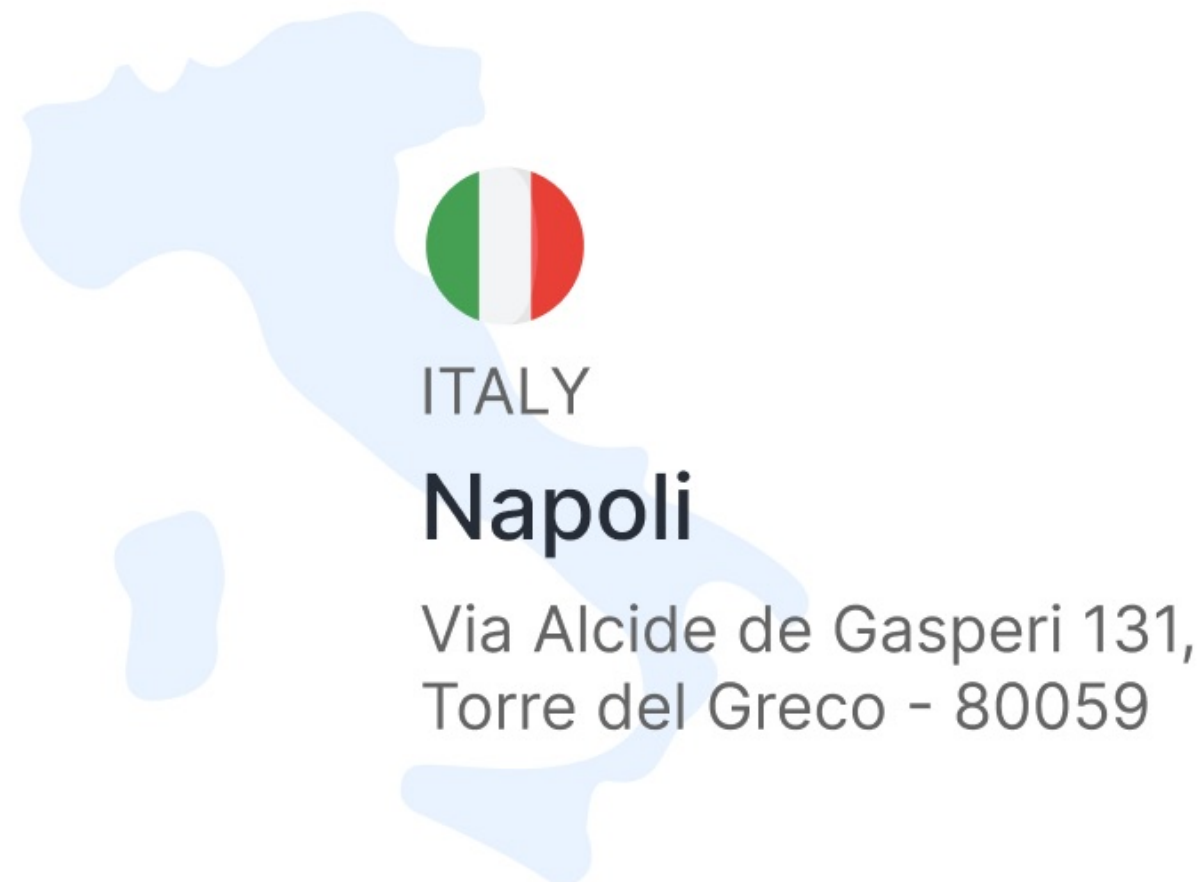 ITALY
Napoli
Via Alcide de Gasperi 131,
Torre del Greco - 80059